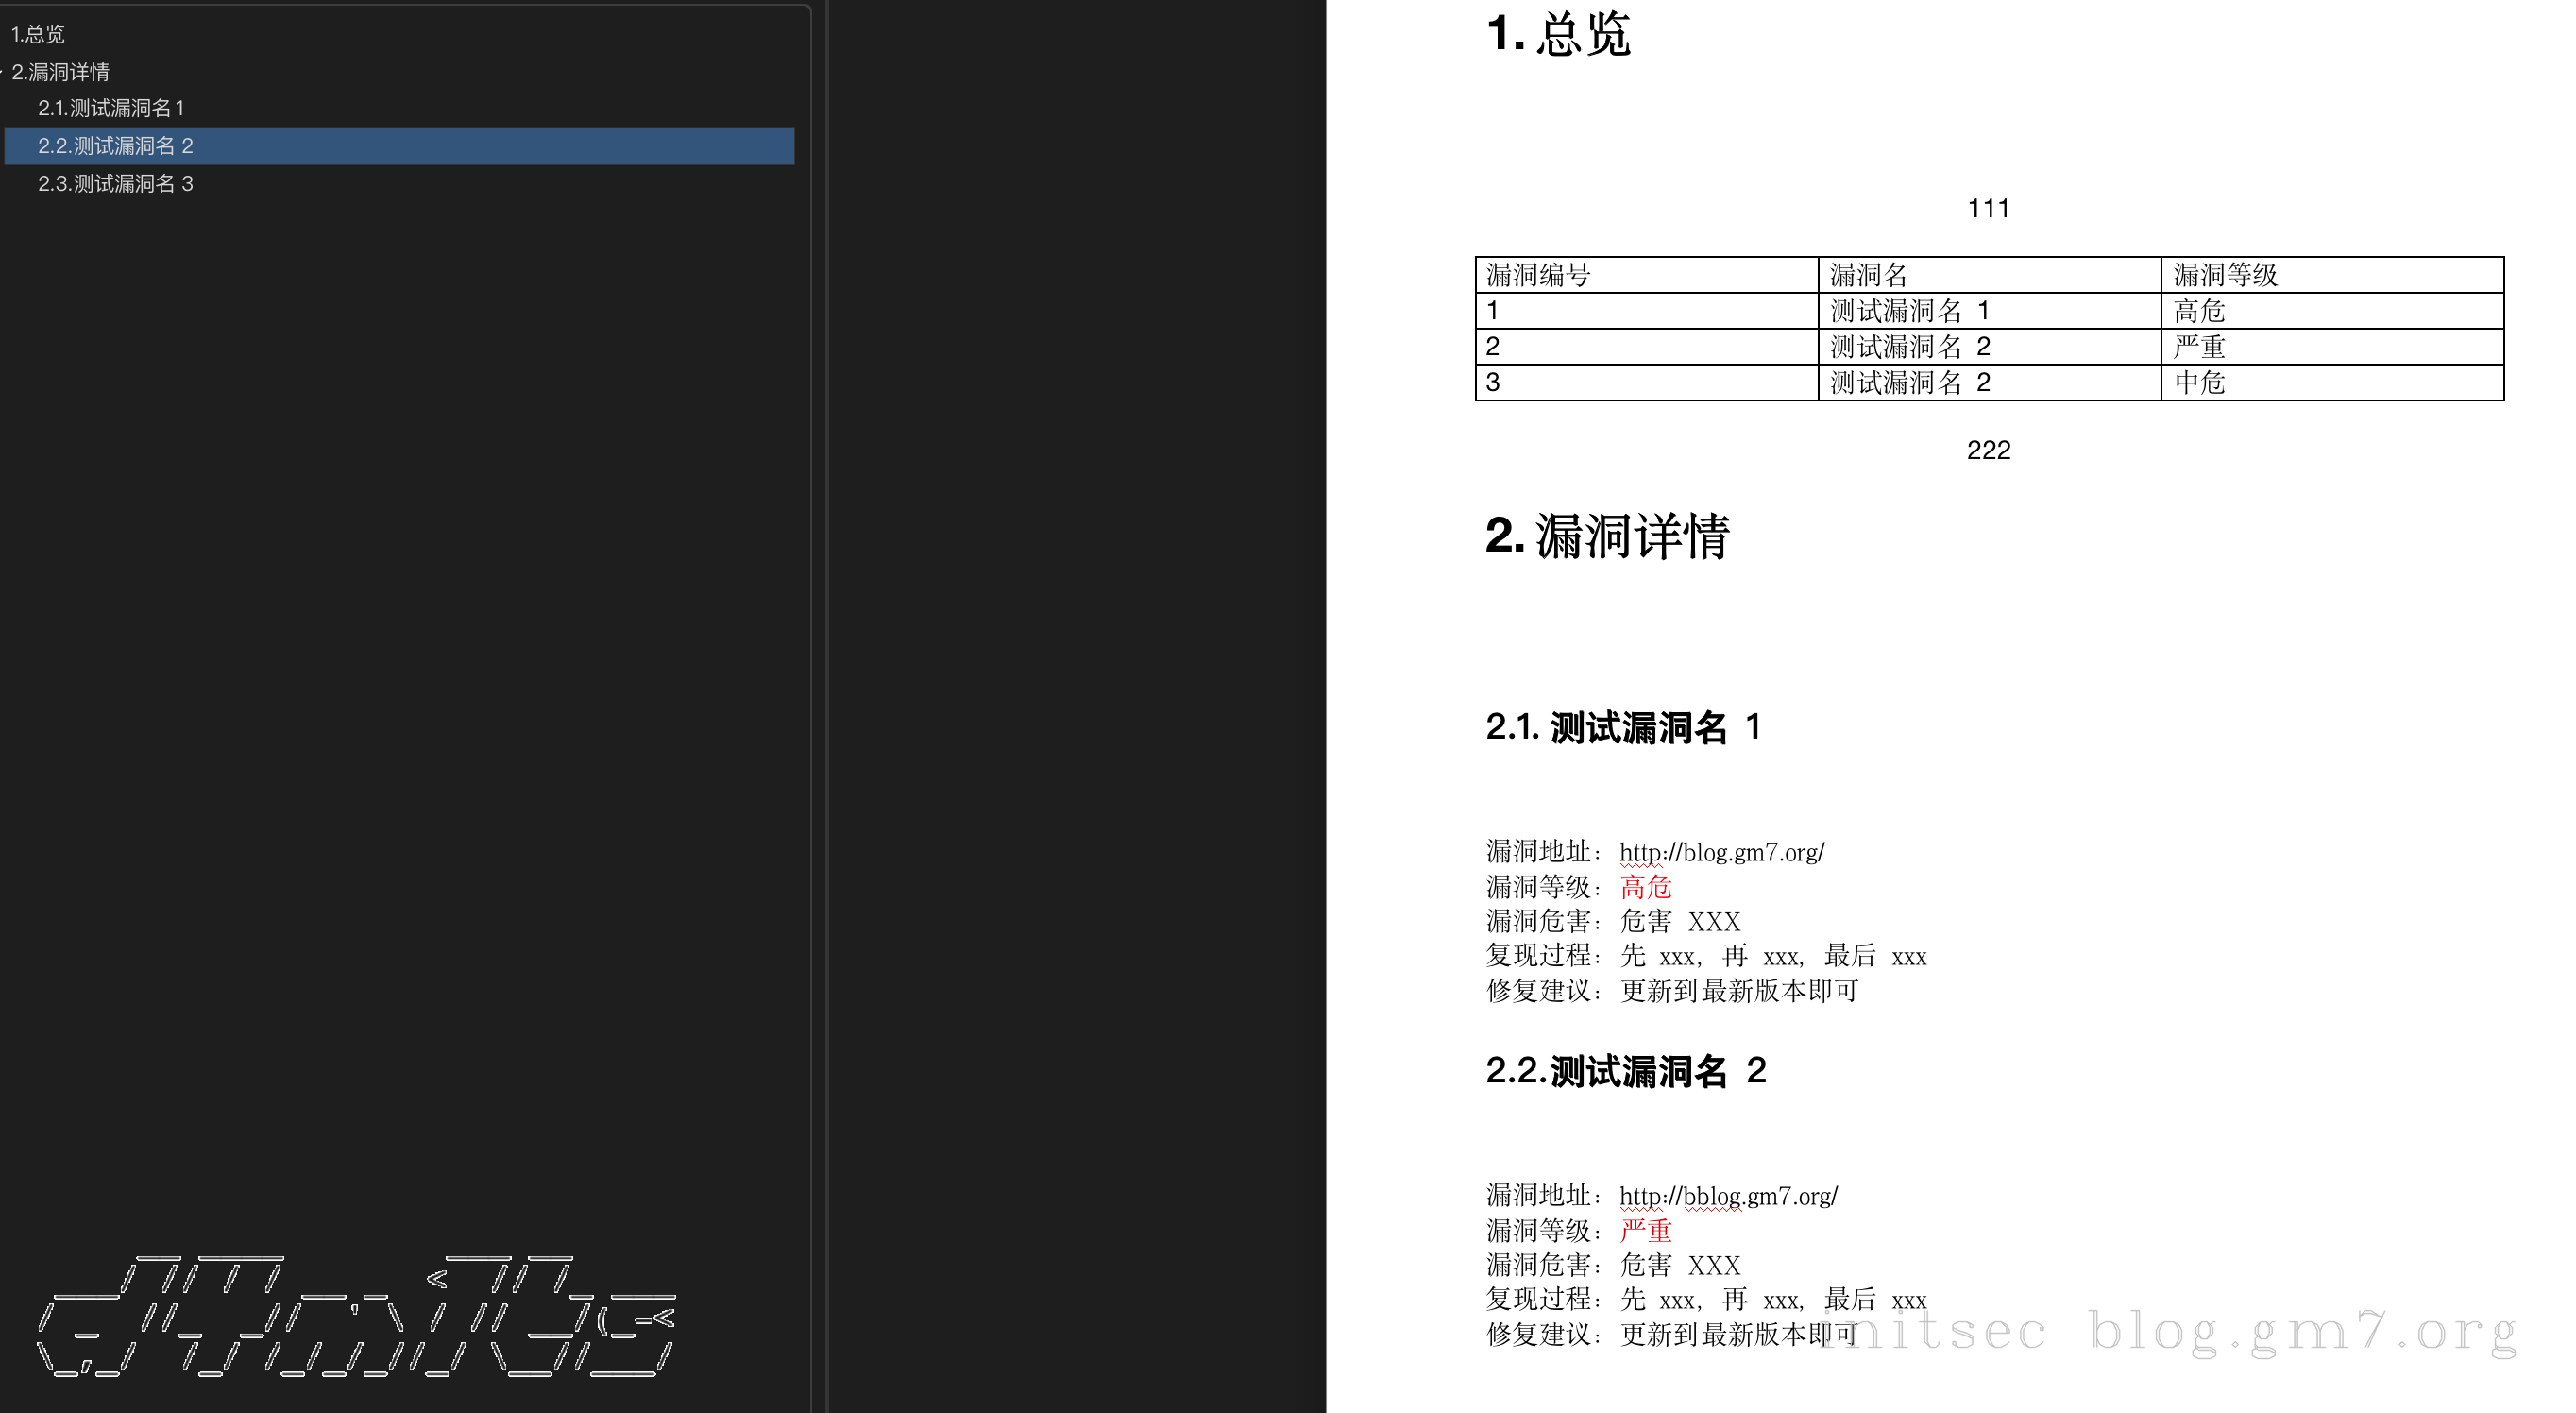 1.总览
2.漏洞详情
2.1.测试漏洞名1
2.2.测试漏洞名 2
2.3.测试漏洞名 3
1. 总览
111
漏洞编号 漏洞名 漏洞等级
1 测试漏洞名 1 高危
2 测试漏洞名 2 严重
3 测试漏洞名 2 中危
222
2. 漏洞详情
2.1. 测试漏洞名 1
漏洞地址：http://blog.gm7.org/
漏洞等级：高危
漏洞危害：危害 XXX
复现过程：先 xxx，再 xxx，最后 xxx
修复建议：更新到最新版本即可
2.2.测试漏洞名 2
漏洞地址：http://bblog.gm7.org/
漏洞等级：严重
漏洞危害：危害 XXX
复现过程：先 xxx，再 xxx，最后 xxx
修复建议：更新到最新版本即可
initsec blog.gm7.org